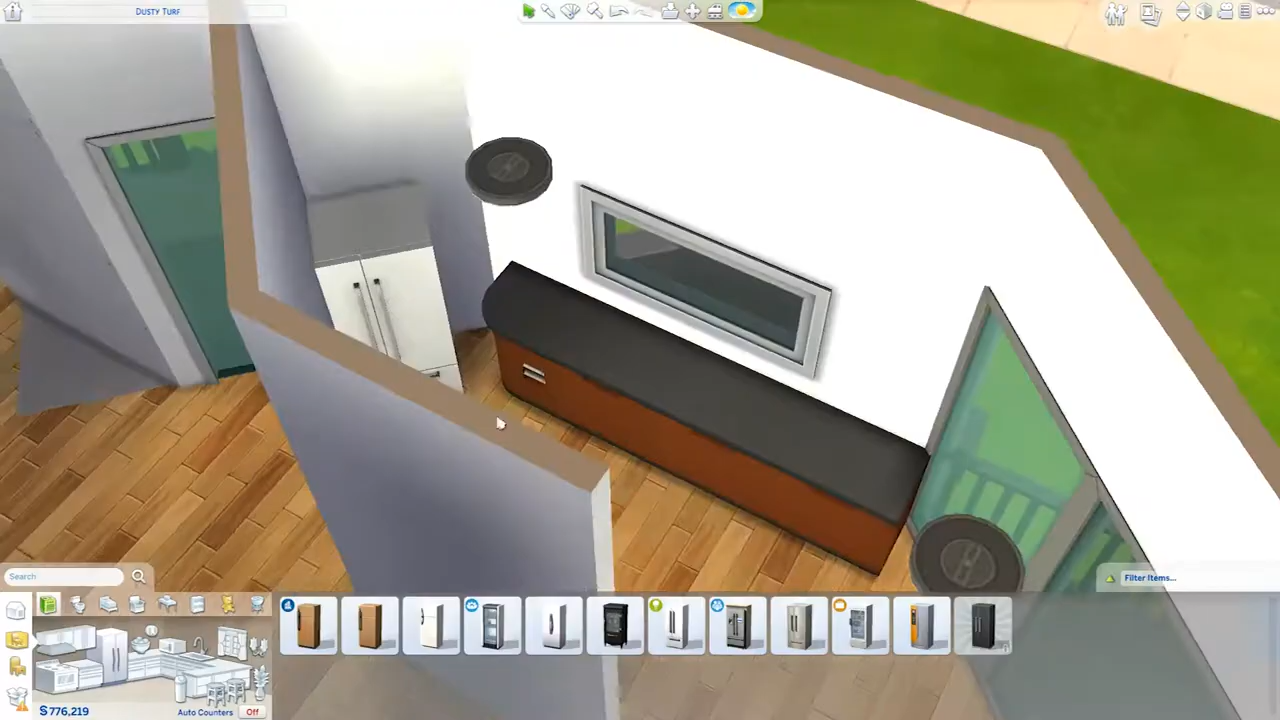 DUSTY TURF
Search
Filter Items...
$776,219
Auto Counters Off